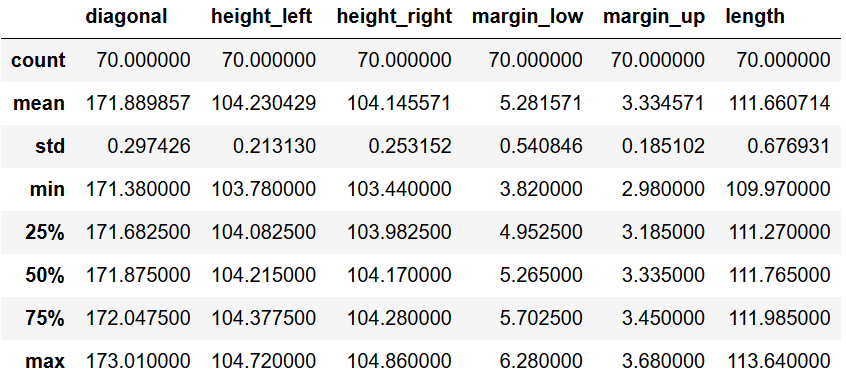 diagonal height_left height_right margin_low margin_up length
count 70.000000 70.000000 70.000000 70.000000 70.000000 70.000000
mean 171.889857 104.230429 104.145571 5.281571 3.334571 111.660714
std 0.297426 0.213130 0.253152 0.540846 0.185102 0.676931
min 171.380000 103.780000 103.440000 3.820000 2.980000 109.970000
25% 171.682500 104.082500 103.982500 4.952500 3.185000 111.270000
50% 171.875000 104.215000 104.170000 5.265000 3.335000 111.765000
75% 172.047500 104.377500 104.280000 5.702500 3.450000 111.985000
max 173.010000 104.720000 104.860000 6.280000 3.680000 113.640000